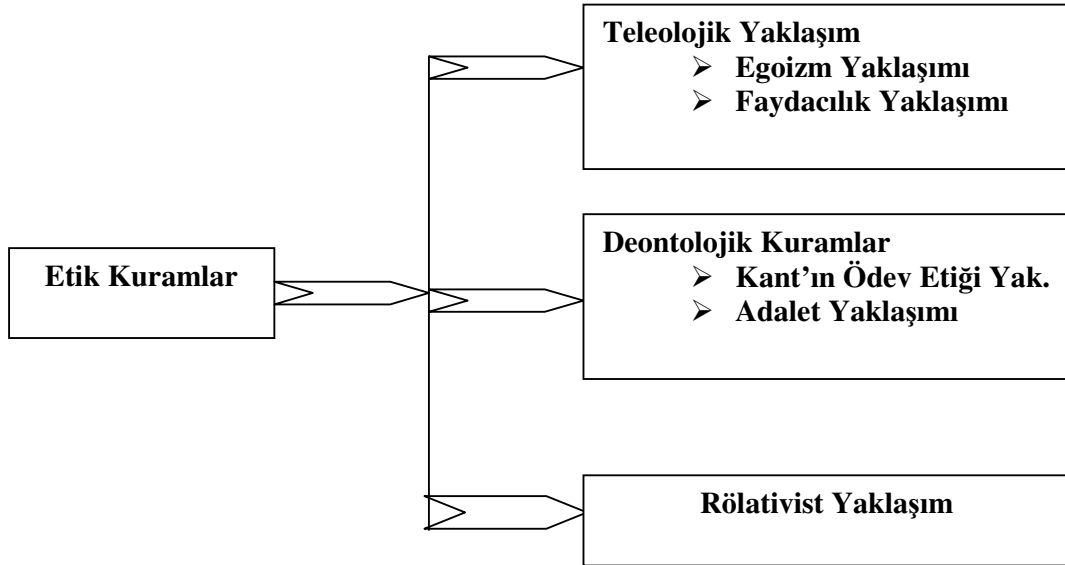 Etik Kuramlar
Teleolojik Yaklaşım
➢ Egoizm Yaklaşımı
➢ Faydacılık Yaklaşımı
Deontolojik Kuramlar
➢ Kant’ın Ödev Etiği Yak.
➢ Adalet Yaklaşımı
Rölativist Yaklaşım